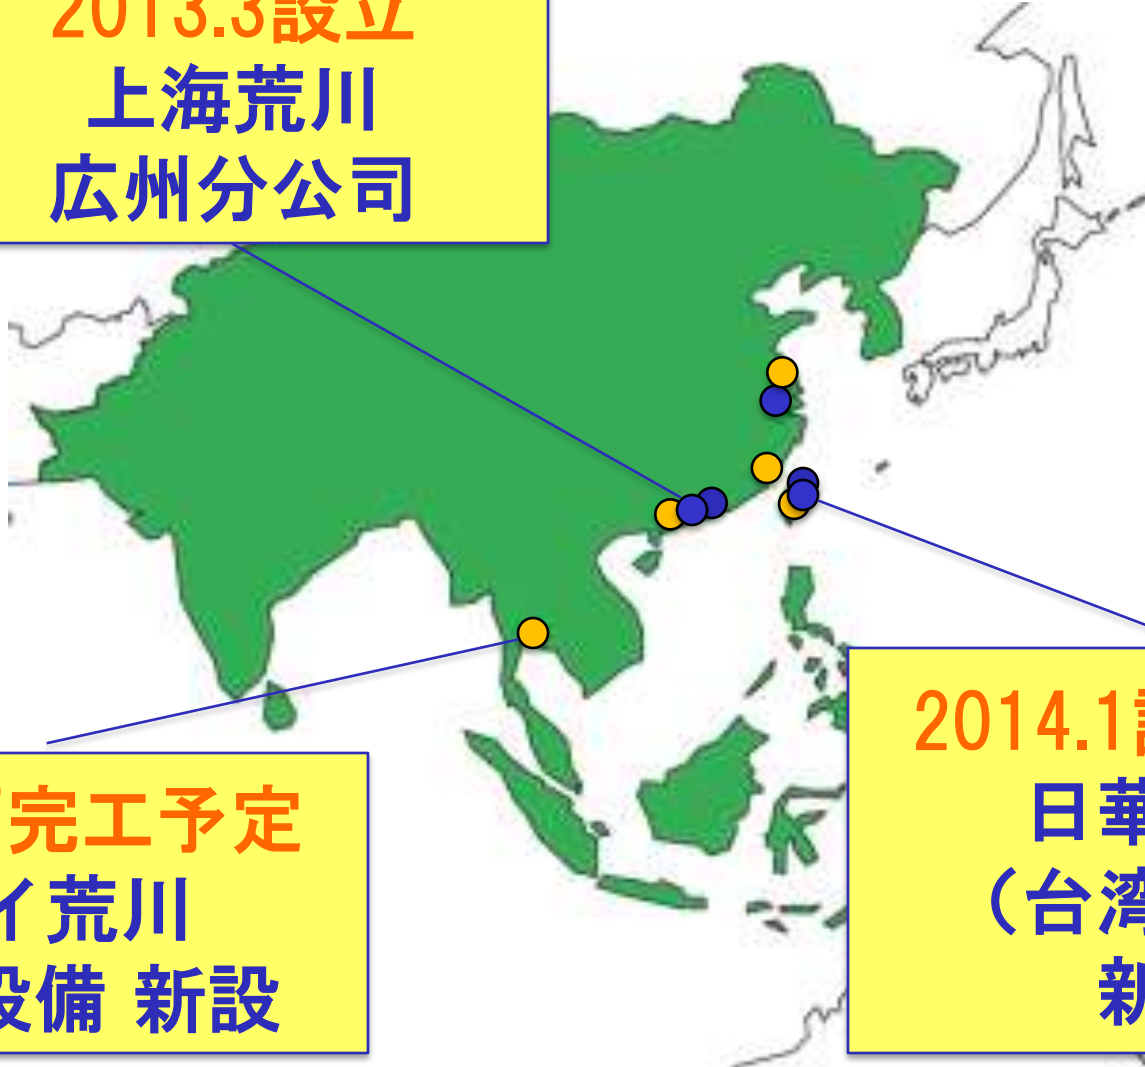 2013.3設立
上海荒川
広州分公司
完工予定
イ荒川
設備 新設
2014.1
日華
（台湾
新